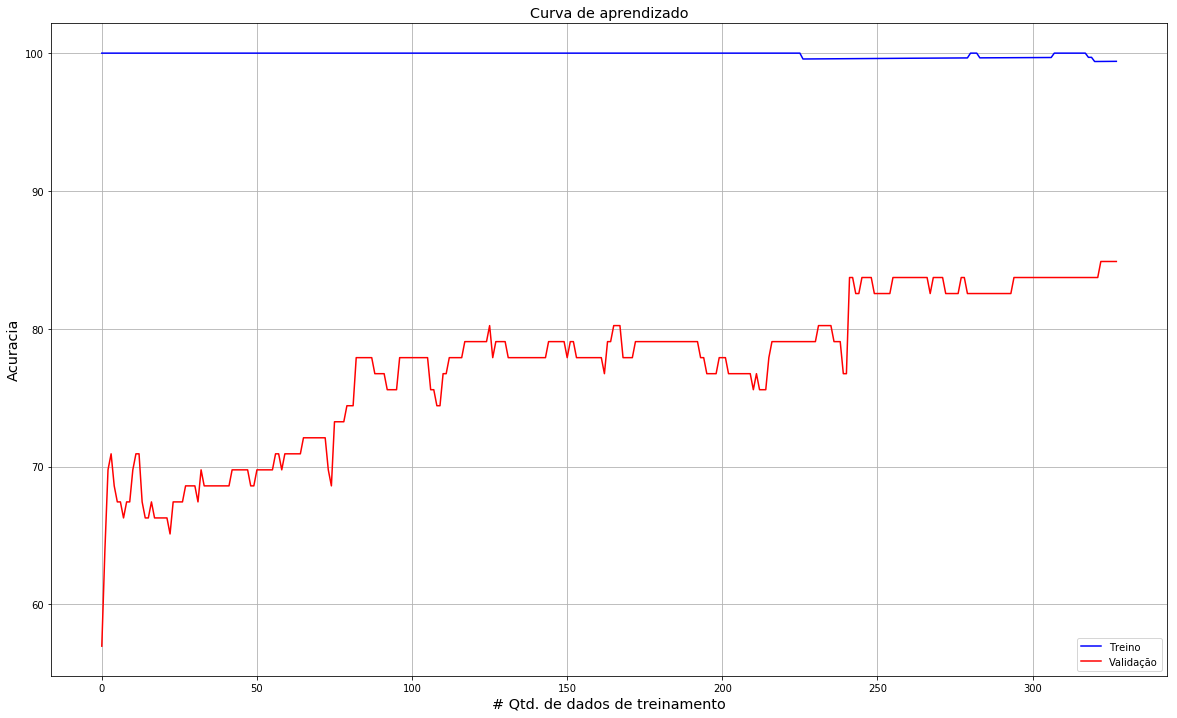 Curva de aprendizado
100
90
80
70
60
Acuracia
0 50 100 150 200 250 300
# Qtd. de dados de treinamento
Treino
Validação